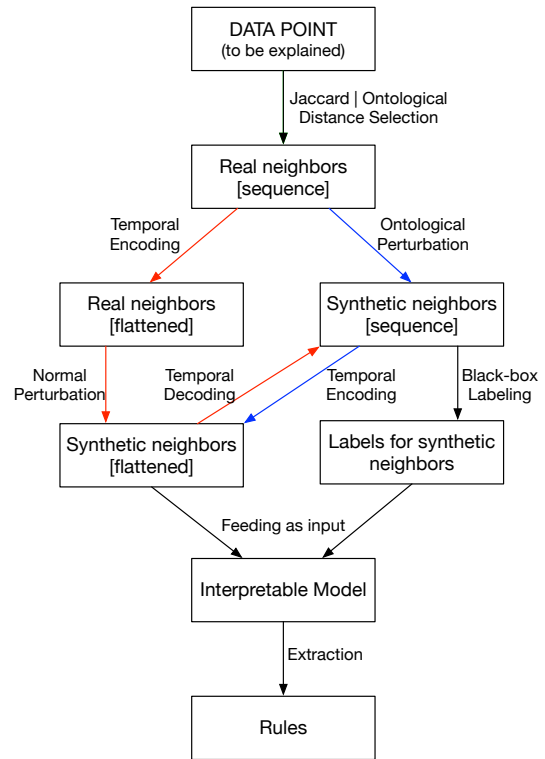 DATA POINT
(to be explained)
Jaccard | Ontological
Distance Selection
Real neighbors
[sequence]
Temporal
Encoding
Ontological
Perturbation
Real neighbors
[flattened]
Synthetic neighbors
[sequence]
Normal
Perturbation
Temporal
Decoding
Temporal
Encoding
Black-box
Labeling
Synthetic neighbors
[flattened]
Labels for synthetic
neighbors
Feeding as input
Interpretable Model
Extraction
Rules